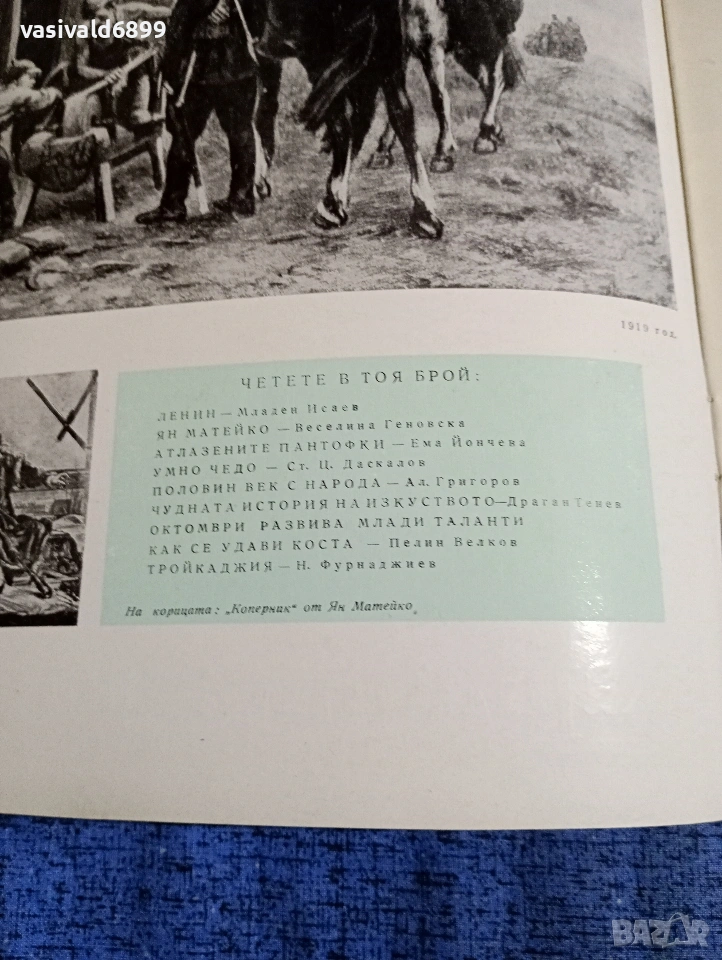 vasivald6899
1919 год.
ЧЕТЕТЕ В ТОЯ БРОЙ:
ЛЕНИН — Младен Исаев
ЯН МАТЕЙКО — Веселина Геновска
АТЛАЗЕНИТЕ ПАНТОФКИ — Ема Йончева
УМНО ЧЕДО — Ст. Ц. Даскалов
ПОЛОВИН ВЕК С НАРОДА — Ал. Григоров
ЧУДНАТА ИСТОРИЯ НА ИЗКУСТВОТО — Драган Тенев
ОКТОМВРИ РАЗВИВА МЛАДИ ТАЛАНТИ
КАК СЕ УДАВИ КОСТА — Пелин Велков
ТРОЙКАДЖИЯ — Н. Фурнаджиев
На корицата: „Коперник“ от Ян Матейко
BAZAR